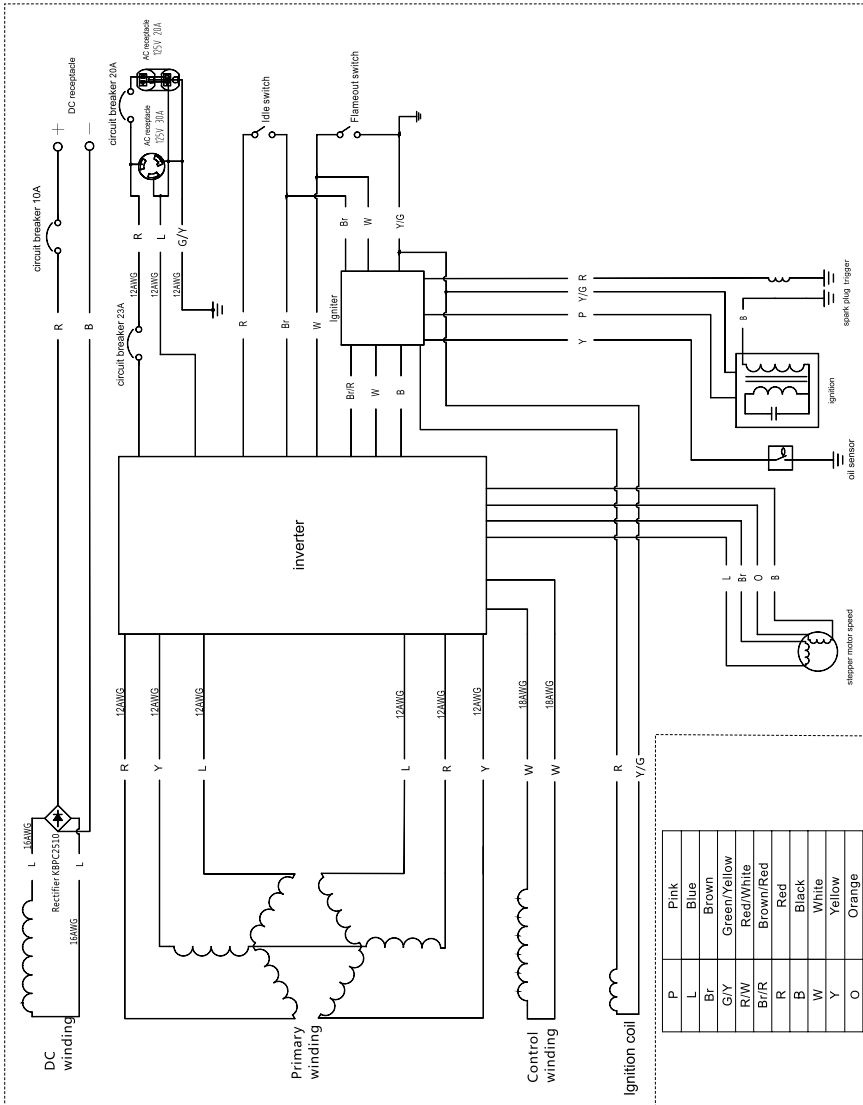 circuit breaker 10A
+
DC receptacle
−
R
B
16AWG
L
Rectifier KBPC2510
L
16AWG
DC
winding
circuit breaker 20A
AC receptacle
125V 20A
AC receptacle
125V 30A
circuit breaker 23A
12AWG
R
12AWG
L
12AWG
G/Y
Idle switch
Flameout switch
R
Br
W
Br
W
Y/G
Igniter
Br/R
W
B
inverter
R
Y/G
P
Y
B
spark plug trigger
ignition
oil sensor
12AWG
R
12AWG
Y
12AWG
L
12AWG
L
12AWG
R
12AWG
Y
Primary
winding
18AWG
W
18AWG
W
Control
winding
L
Br
O
B
stepper motor speed
R
Y/G
Ignition coil
P Pink
L Blue
Br Brown
G/Y Green/Yellow
R/W Red/White
Br/R Brown/Red
R Red
B Black
W White
Y Yellow
O Orange